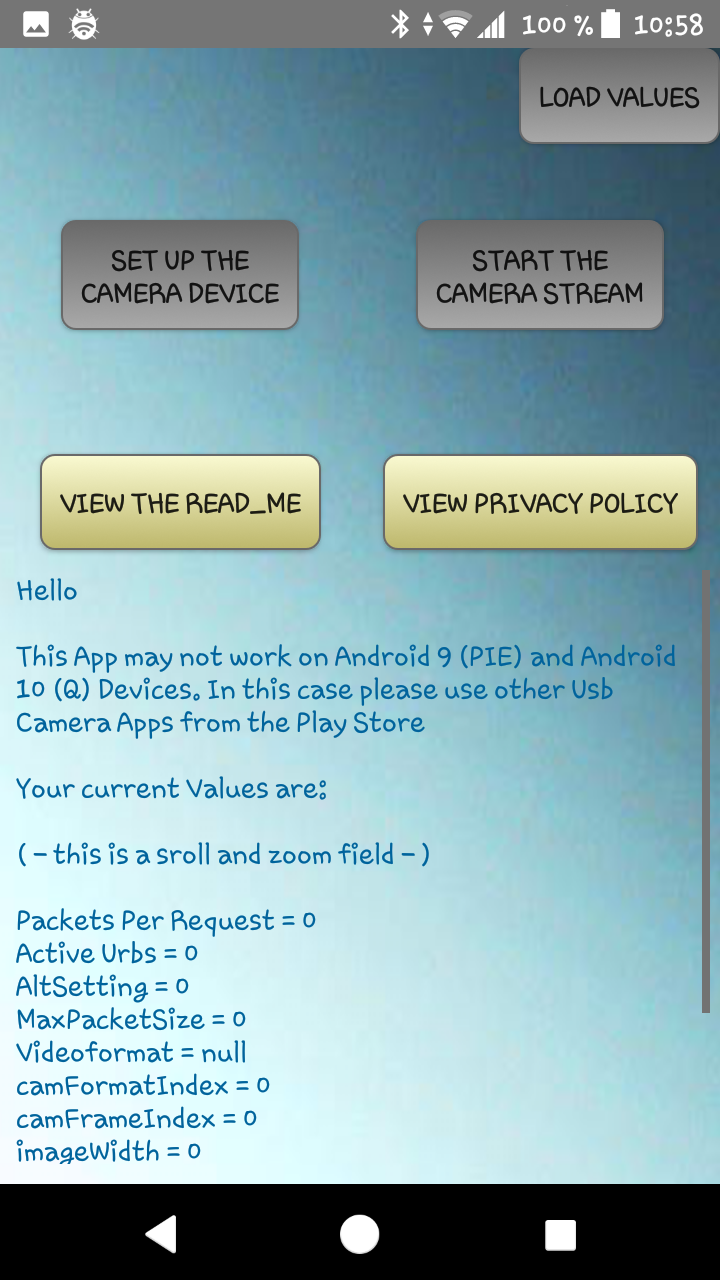 100 % 10:58
LOAD VALUES
SET UP THE
CAMERA DEVICE
START THE
CAMERA STREAM
VIEW THE READ_ME
VIEW PRIVACY POLICY
Hello
This App may not work on Android 9 (PIE) and Android
10 (Q) Devices. In this case please use other Usb
Camera Apps from the Play Store
Your current Values are:
( - this is a sroll and zoom field - )
Packets Per Request = 0
Active Urbs = 0
AltSetting = 0
MaxPacketSize = 0
Videoformat = null
camFormatIndex = 0
camFrameIndex = 0
imageWidth = 0